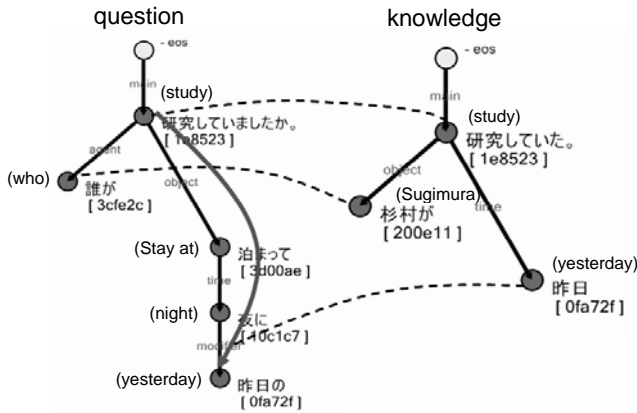 question
knowledge
- eos
- eos
main
main
(study)
研究していましたか。
[ 1e8523 ]
(study)
研究していた。
[ 1e8523 ]
agent
object
object
time
(who)
誰が
[ 3cfe2c ]
(Sugimura)
杉村が
[ 200e11 ]
(Stay at)
泊まって
[ 3d00ae ]
(yesterday)
昨日
[ 0fa72f ]
time
(night)
夜に
[ 10c1c7 ]
modifier
(yesterday)
昨日の
[ 0fa72f ]